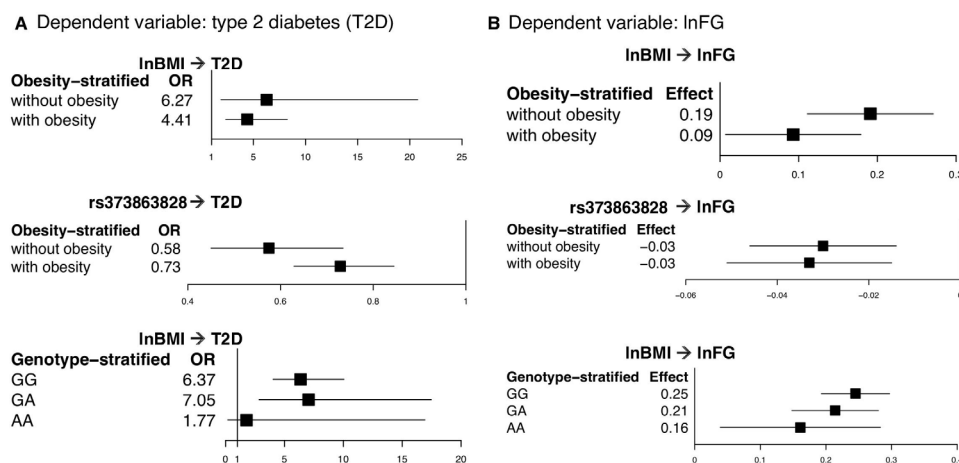 A Dependent variable: type 2 diabetes (T2D)
lnBMI → T2D
Obesity–stratified OR
without obesity 6.27
with obesity 4.41
1 5 10 15 20 25
rs373863828 → T2D
Obesity–stratified OR
without obesity 0.58
with obesity 0.73
0.4 0.6 0.8 1
lnBMI → T2D
Genotype–stratified OR
GG 6.37
GA 7.05
AA 1.77
0 1 5 10 15 20
B Dependent variable: lnFG
lnBMI → lnFG
Obesity–stratified Effect
without obesity 0.19
with obesity 0.09
0 0.1 0.2 0.3
rs373863828 → lnFG
Obesity–stratified Effect
without obesity −0.03
with obesity −0.03
−0.06 −0.04 −0.02
lnBMI → lnFG
Genotype–stratified Effect
GG 0.25
GA 0.21
AA 0.16
0 0.1 0.2 0.3